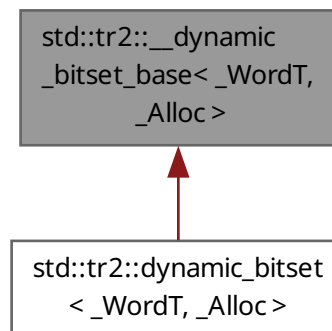 std::tr2::__dynamic
_bitset_base< _WordT,
_Alloc >
std::tr2::dynamic_bitset
< _WordT, _Alloc >